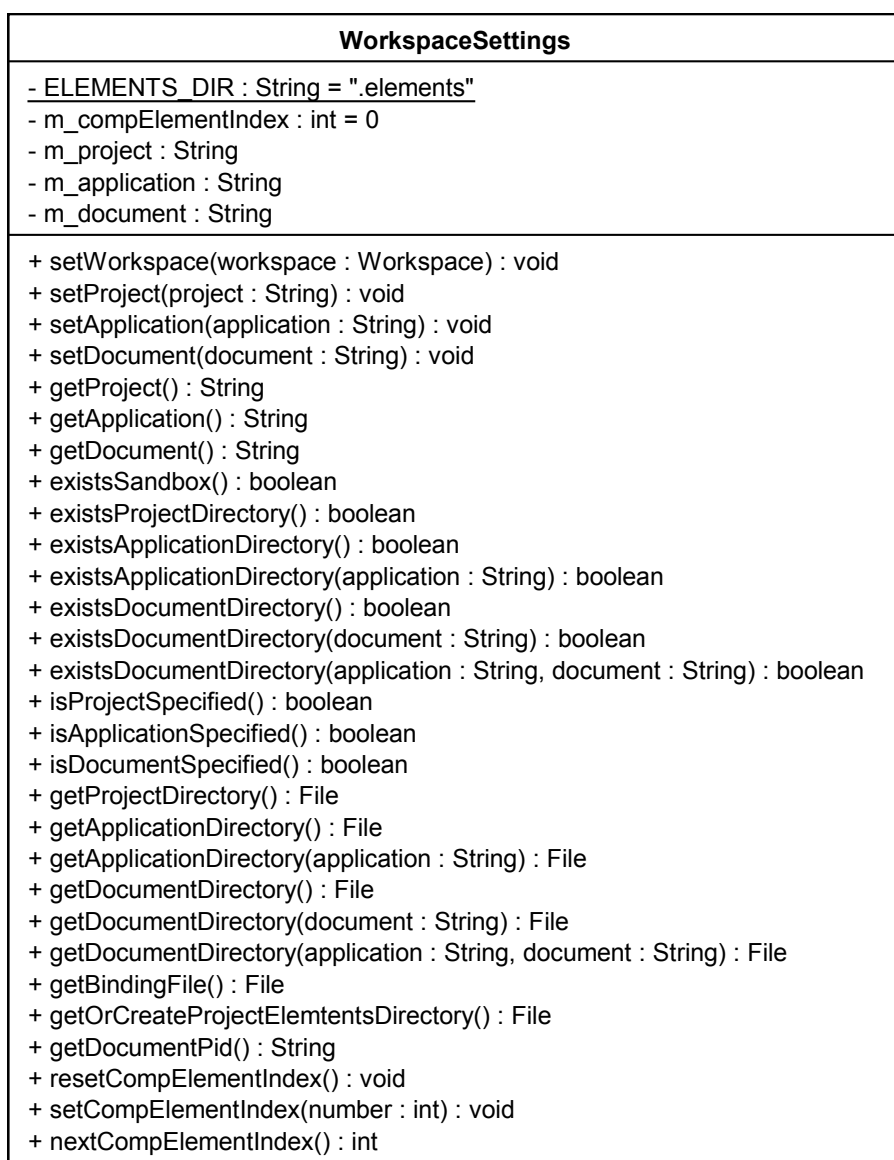 WorkspaceSettings
- ELEMENTS_DIR : String = ".elements"
- m_compElementIndex : int = 0
- m_project : String
- m_application : String
- m_document : String
+ setWorkspace(workspace : Workspace) : void
+ setProject(project : String) : void
+ setApplication(application : String) : void
+ setDocument(document : String) : void
+ getProject() : String
+ getApplication() : String
+ getDocument() : String
+ existsSandbox() : boolean
+ existsProjectDirectory() : boolean
+ existsApplicationDirectory() : boolean
+ existsApplicationDirectory(application : String) : boolean
+ existsDocumentDirectory() : boolean
+ existsDocumentDirectory(document : String) : boolean
+ existsDocumentDirectory(application : String, document : String) : boolean
+ isProjectSpecified() : boolean
+ isApplicationSpecified() : boolean
+ isDocumentSpecified() : boolean
+ getProjectDirectory() : File
+ getApplicationDirectory() : File
+ getApplicationDirectory(application : String) : File
+ getDocumentDirectory() : File
+ getDocumentDirectory(document : String) : File
+ getDocumentDirectory(application : String, document : String) : File
+ getBindingFile() : File
+ getOrCreateProjectElemtentsDirectory() : File
+ getDocumentPid() : String
+ resetCompElementIndex() : void
+ setCompElementIndex(number : int) : void
+ nextCompElementIndex() : int